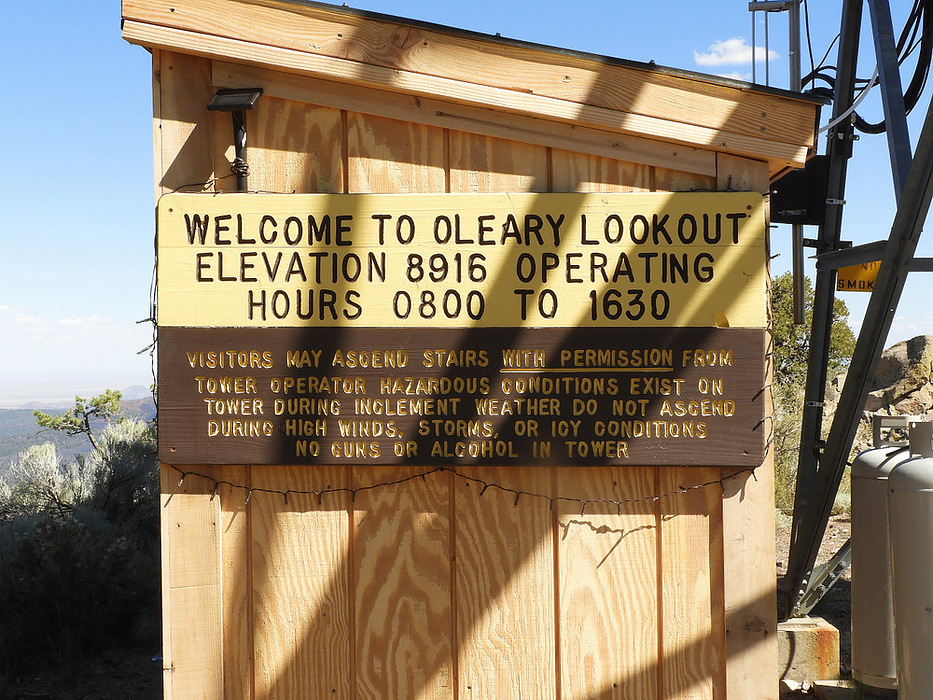 WELCOME TO OLEARY LOOKOUT
ELEVATION 8916 OPERATING
HOURS 0800 TO 1630
VISITORS MAY ASCEND STAIRS WITH PERMISSION FROM
TOWER OPERATOR HAZARDOUS CONDITIONS EXIST ON
TOWER DURING INCLEMENT WEATHER DO NOT ASCEND
DURING HIGH WINDS, STORMS, OR ICY CONDITIONS
NO GUNS OR ALCOHOL IN TOWER
NO
SMOK